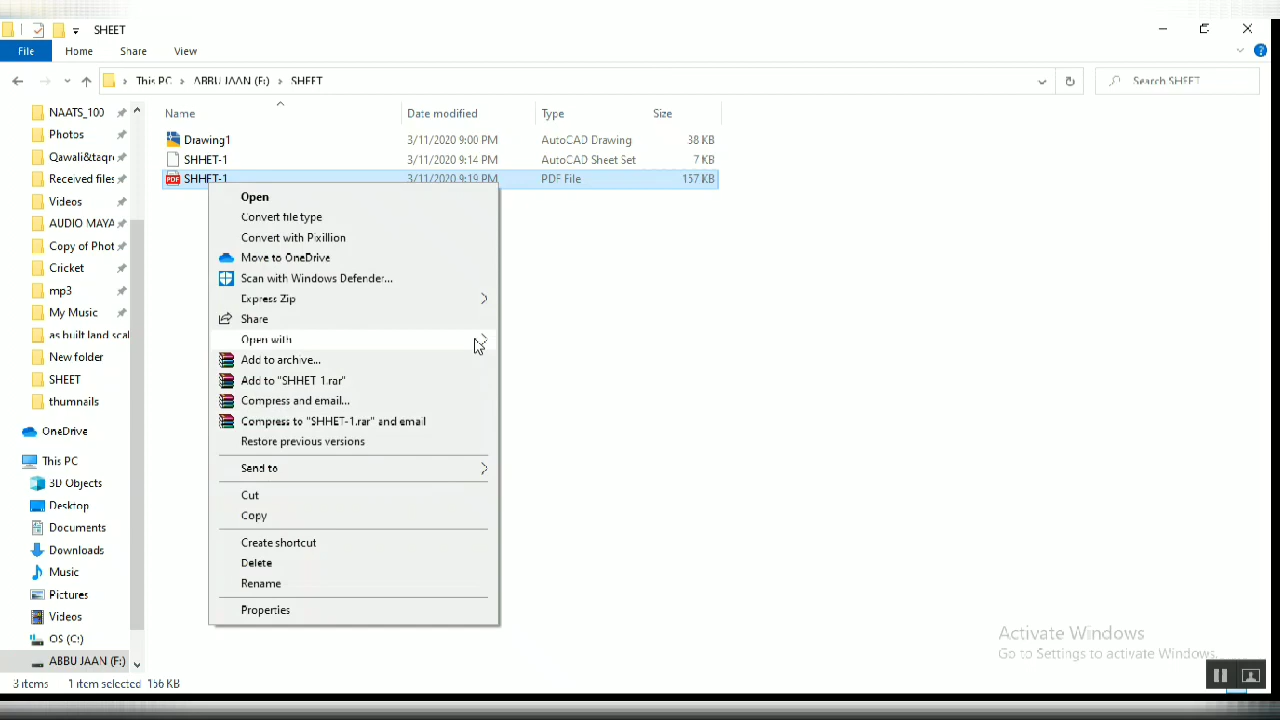 SHEET
File Home Share View
This PC ABBU JAAN (F:) SHEET
Search SHEET
Name Date modified Type Size
Drawing1 3/11/2020 9:00 PM AutoCAD Drawing 38 KB
SHHET-1 3/11/2020 9:14 PM AutoCAD Sheet Set 7 KB
SHHET-1 3/11/2020 9:19 PM PDF File 157 KB
NAATS_100
Photos
Qawali&taqr
Received files
Videos
AUDIO MAYA
Copy of Phot
Cricket
mp3
My Music
as built land scal
New folder
SHEET
thumnails
OneDrive
This PC
3D Objects
Desktop
Documents
Downloads
Music
Pictures
Videos
OS (C:)
ABBU JAAN (F:)
Open
Convert file type
Convert with Pixillion
Move to OneDrive
Scan with Windows Defender...
Express Zip
Share
Open with
Add to archive...
Add to "SHHET-1.rar"
Compress and email...
Compress to "SHHET-1.rar" and email
Restore previous versions
Send to
Cut
Copy
Create shortcut
Delete
Rename
Properties
Activate Windows
Go to Settings to activate Windows.
3 items 1 item selected 156 KB